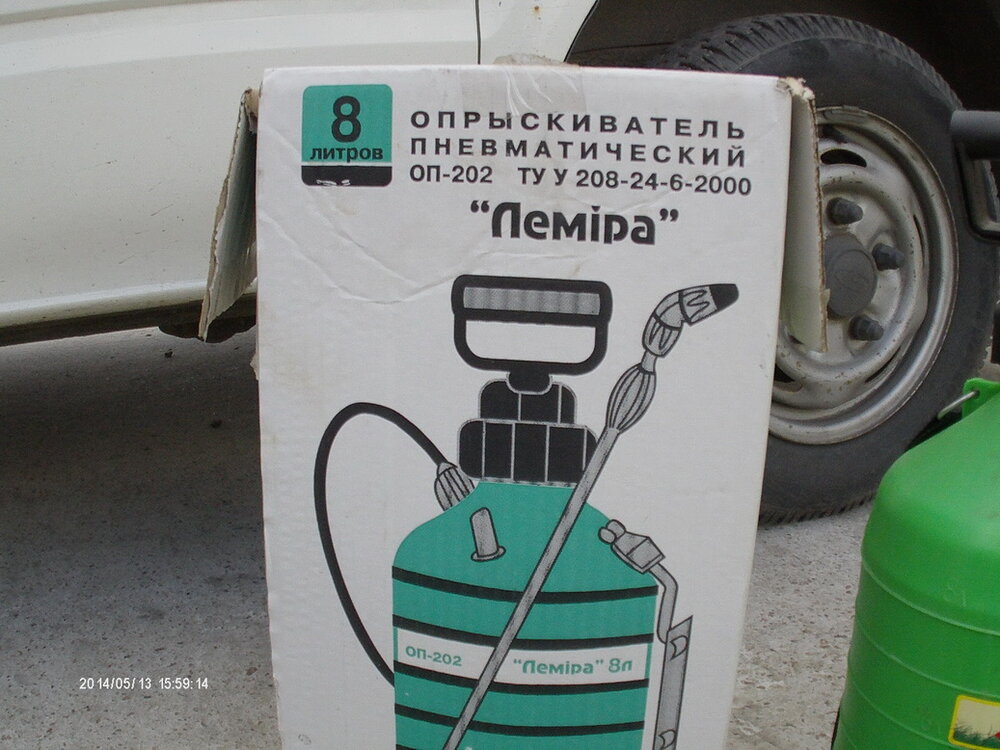 8
литров
ОПРЫСКИВАТЕЛЬ
ПНЕВМАТИЧЕСКИЙ
ОП-202 ТУ У 208-24-6-2000
“Леміра”
ОП-202 “Леміра” 8л
2014/05/13 15:59:14